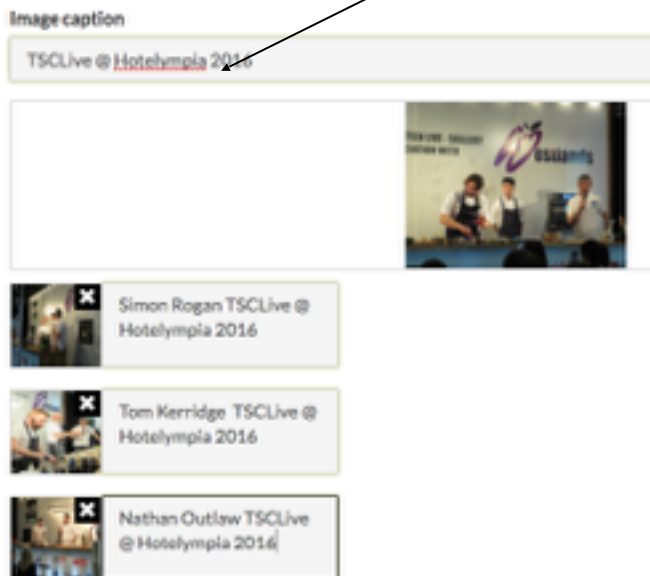 Image caption
TSCLive @ Hotelympia 2016
Simon Rogan TSCLive @
Hotelympia 2016
Tom Kerridge TSCLive @
Hotelympia 2016
Nathan Outlaw TSCLive
@ Hotelympia 2016